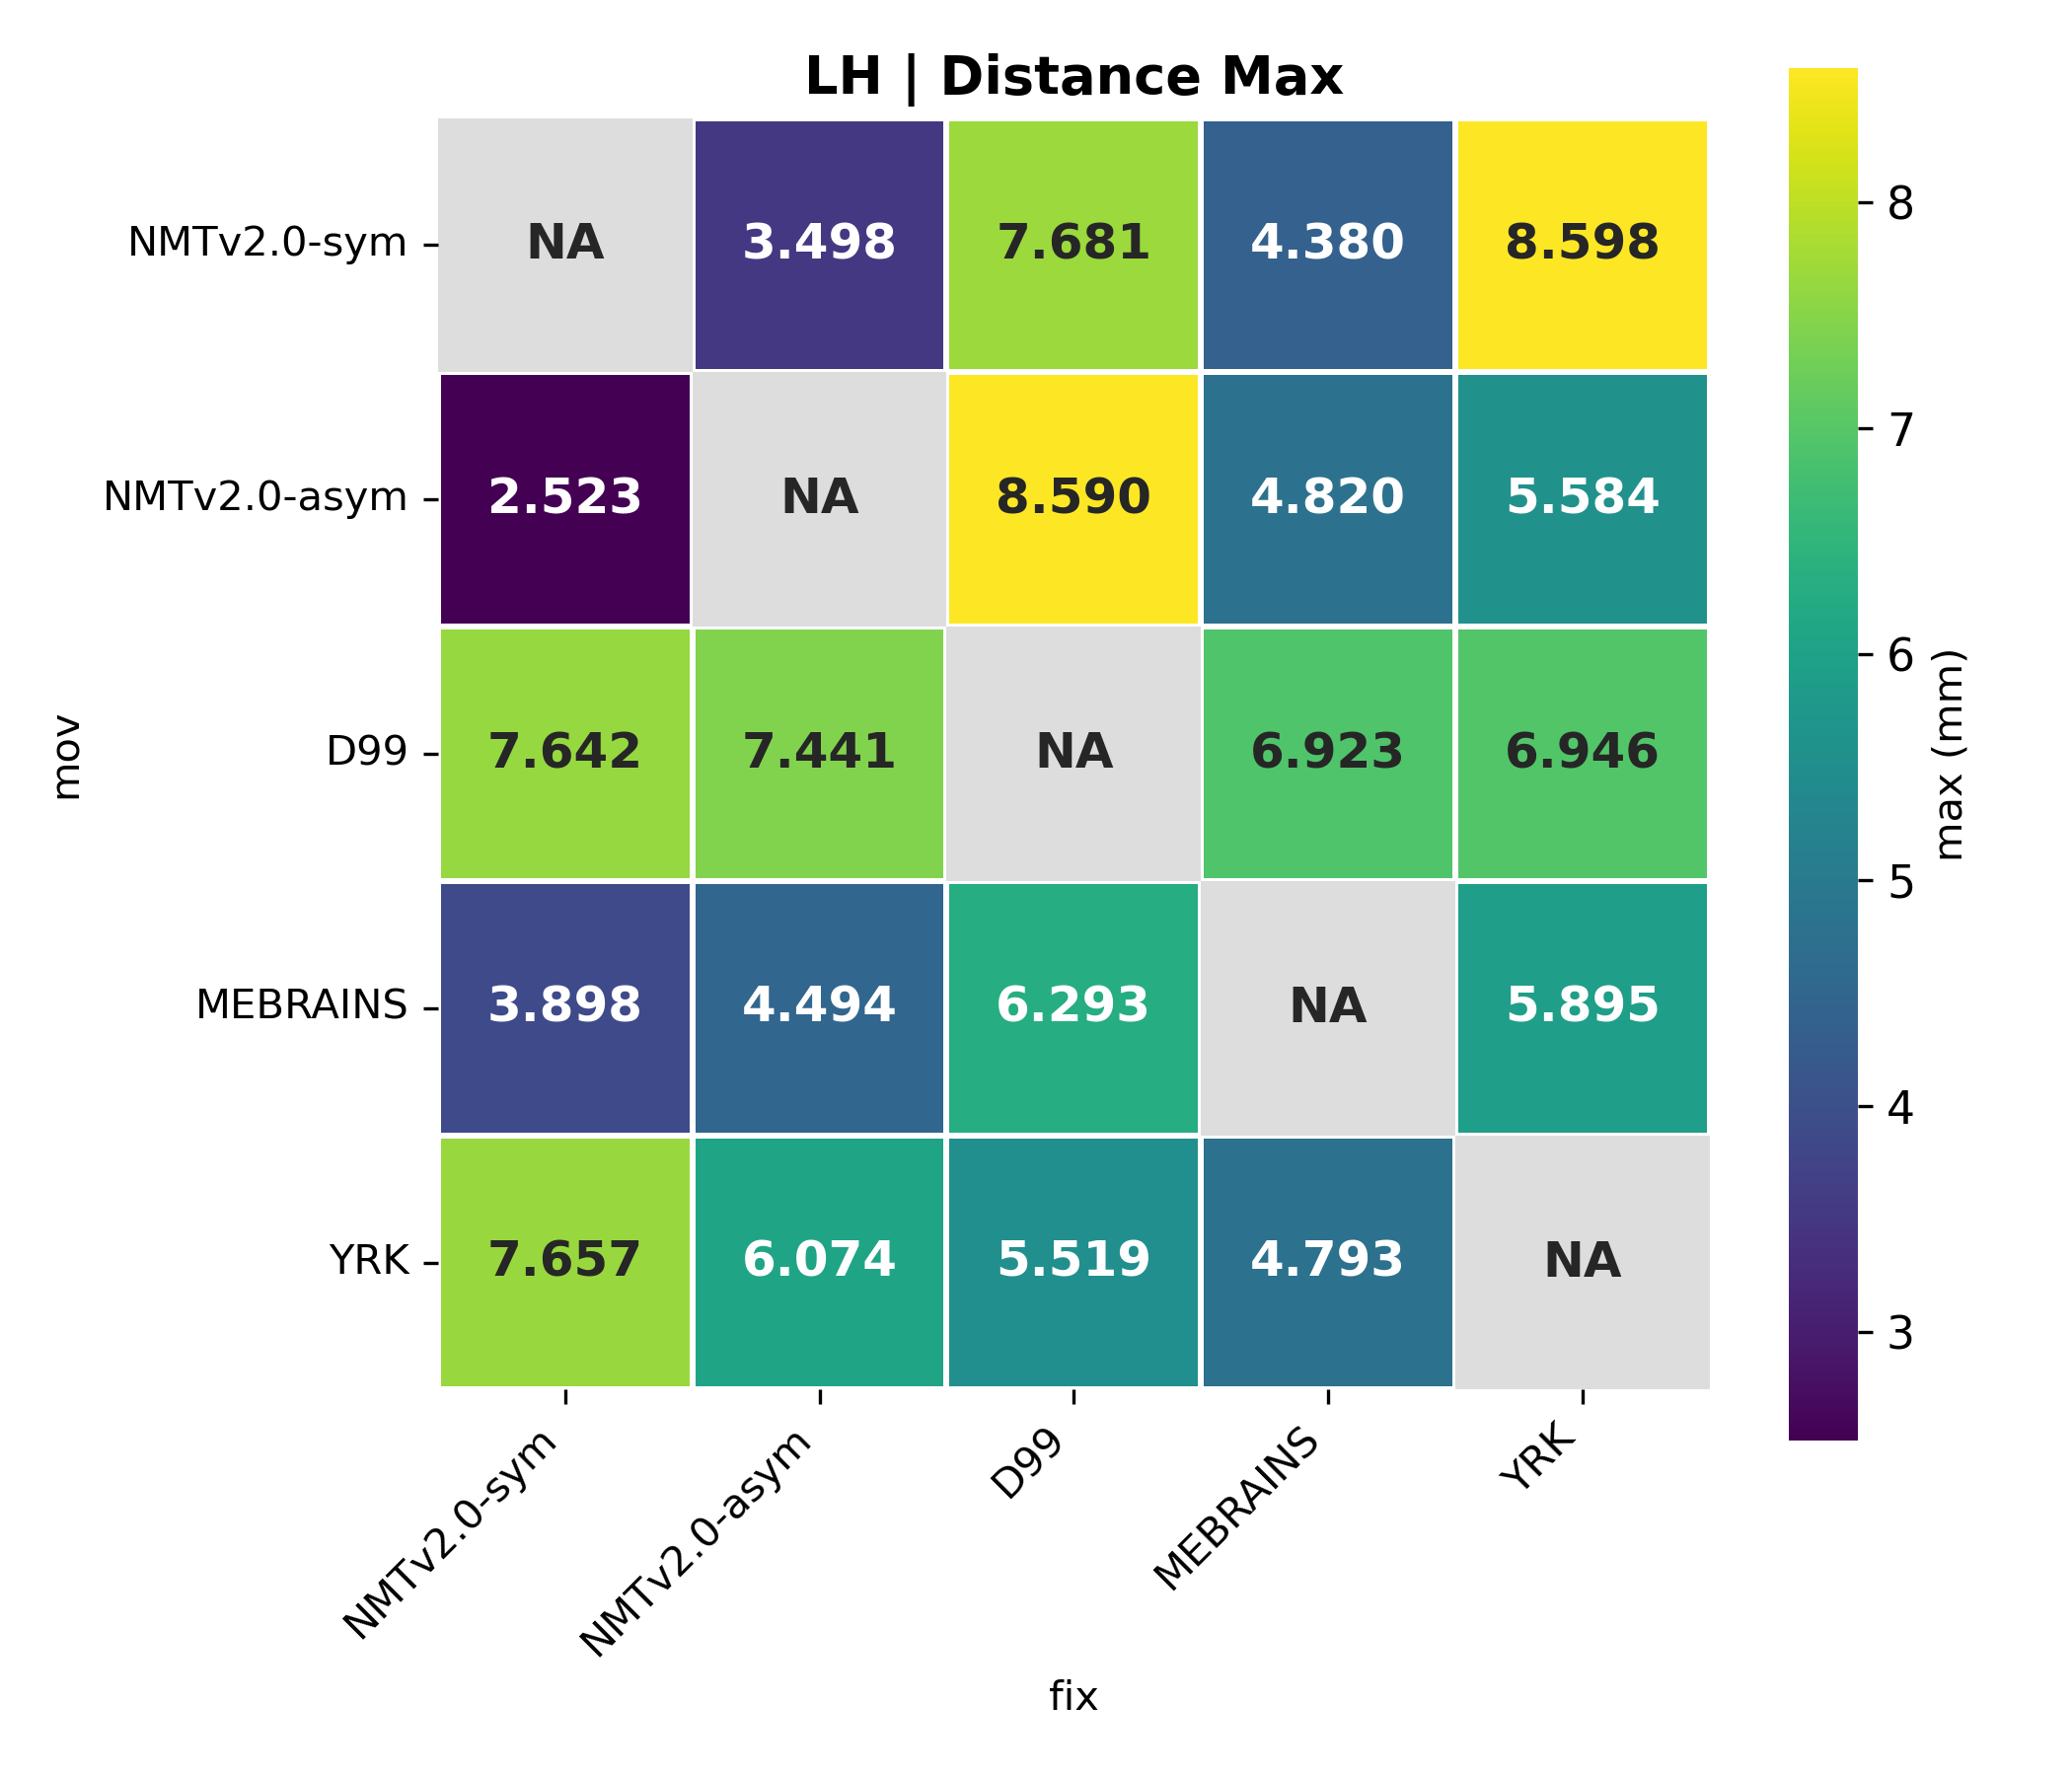 LH | Distance Max
NMTv2.0-sym
NA 3.498 7.681 4.380 8.598
NMTv2.0-asym
2.523 NA 8.590 4.820 5.584
D99
7.642 7.441 NA 6.923 6.946
MEBRAINS
3.898 4.494 6.293 NA 5.895
YRK
7.657 6.074 5.519 4.793 NA
mov
NMTv2.0-sym
NMTv2.0-asym
D99
MEBRAINS
YRK
fix
8
7
6
5
4
3
max (mm)